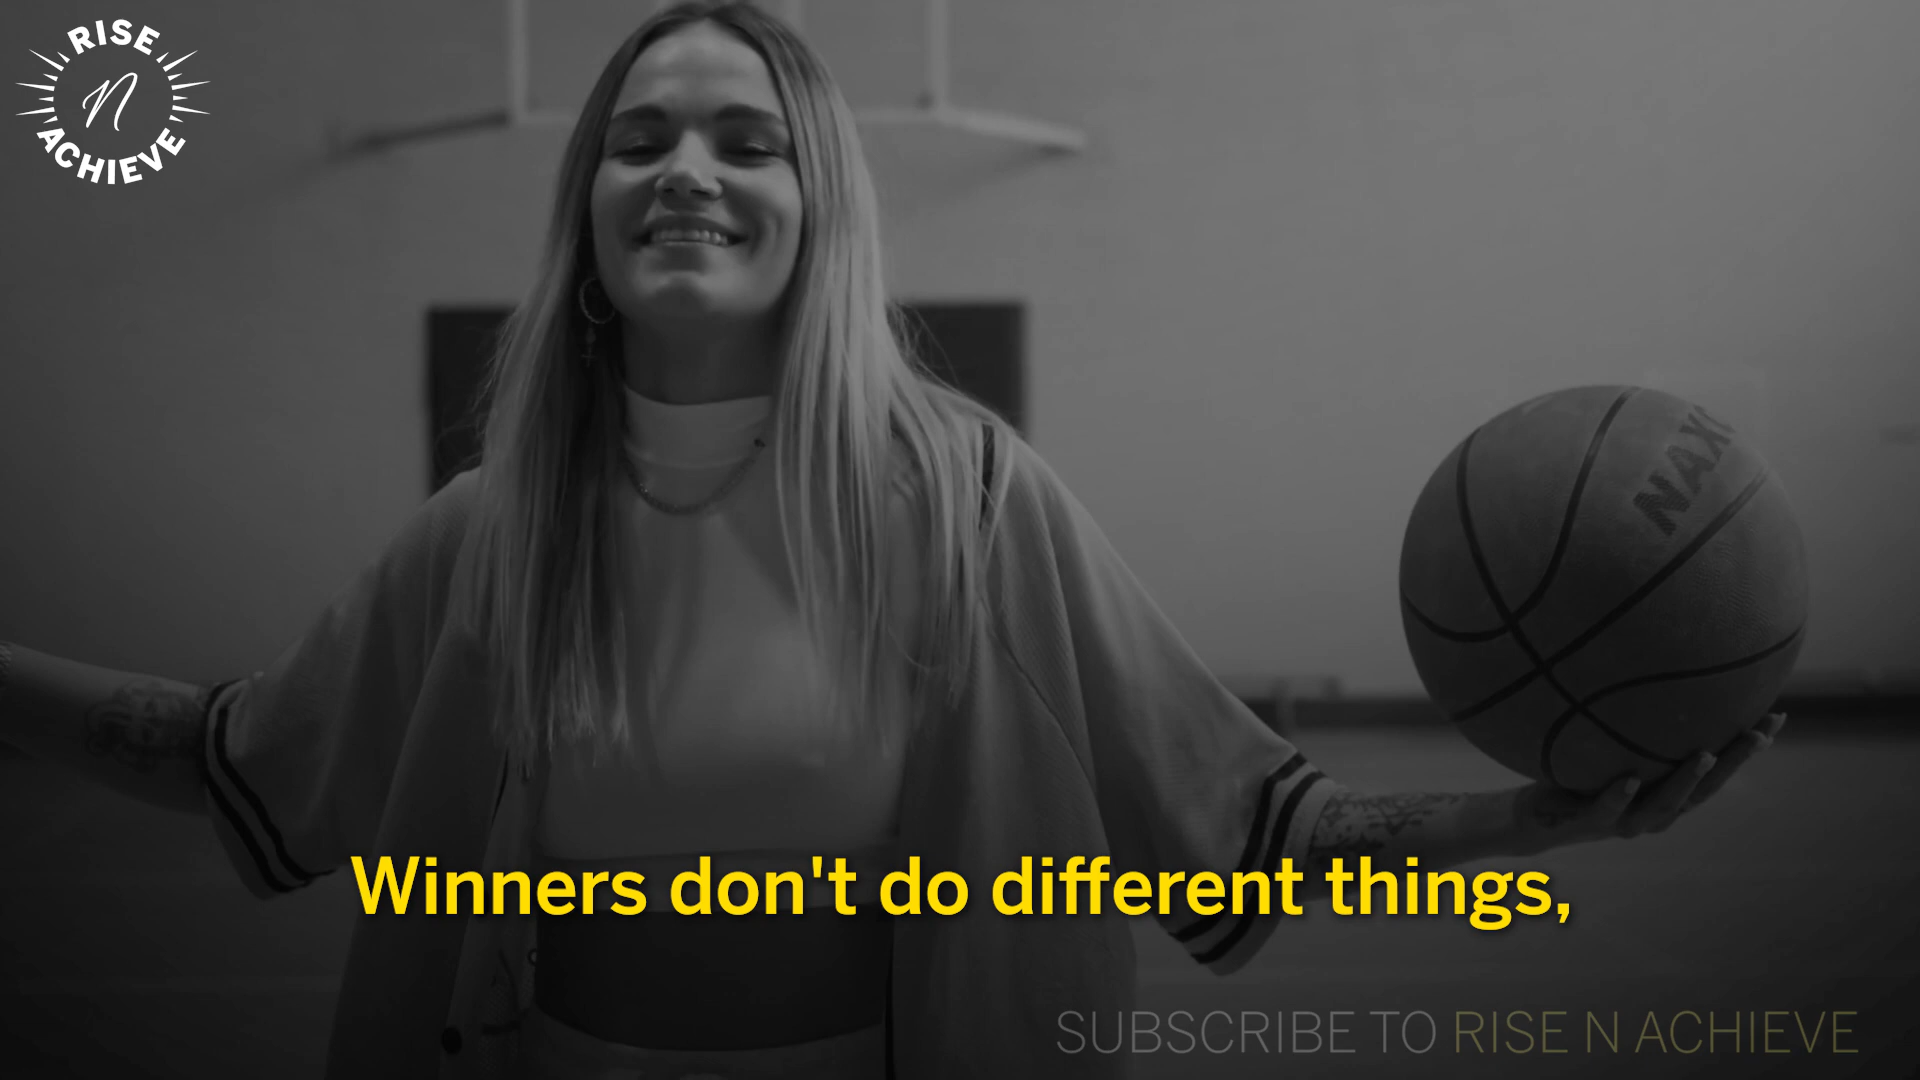 RISE
n
ACHIEVE
Winners don't do different things,
SUBSCRIBE TO RISE N ACHIEVE